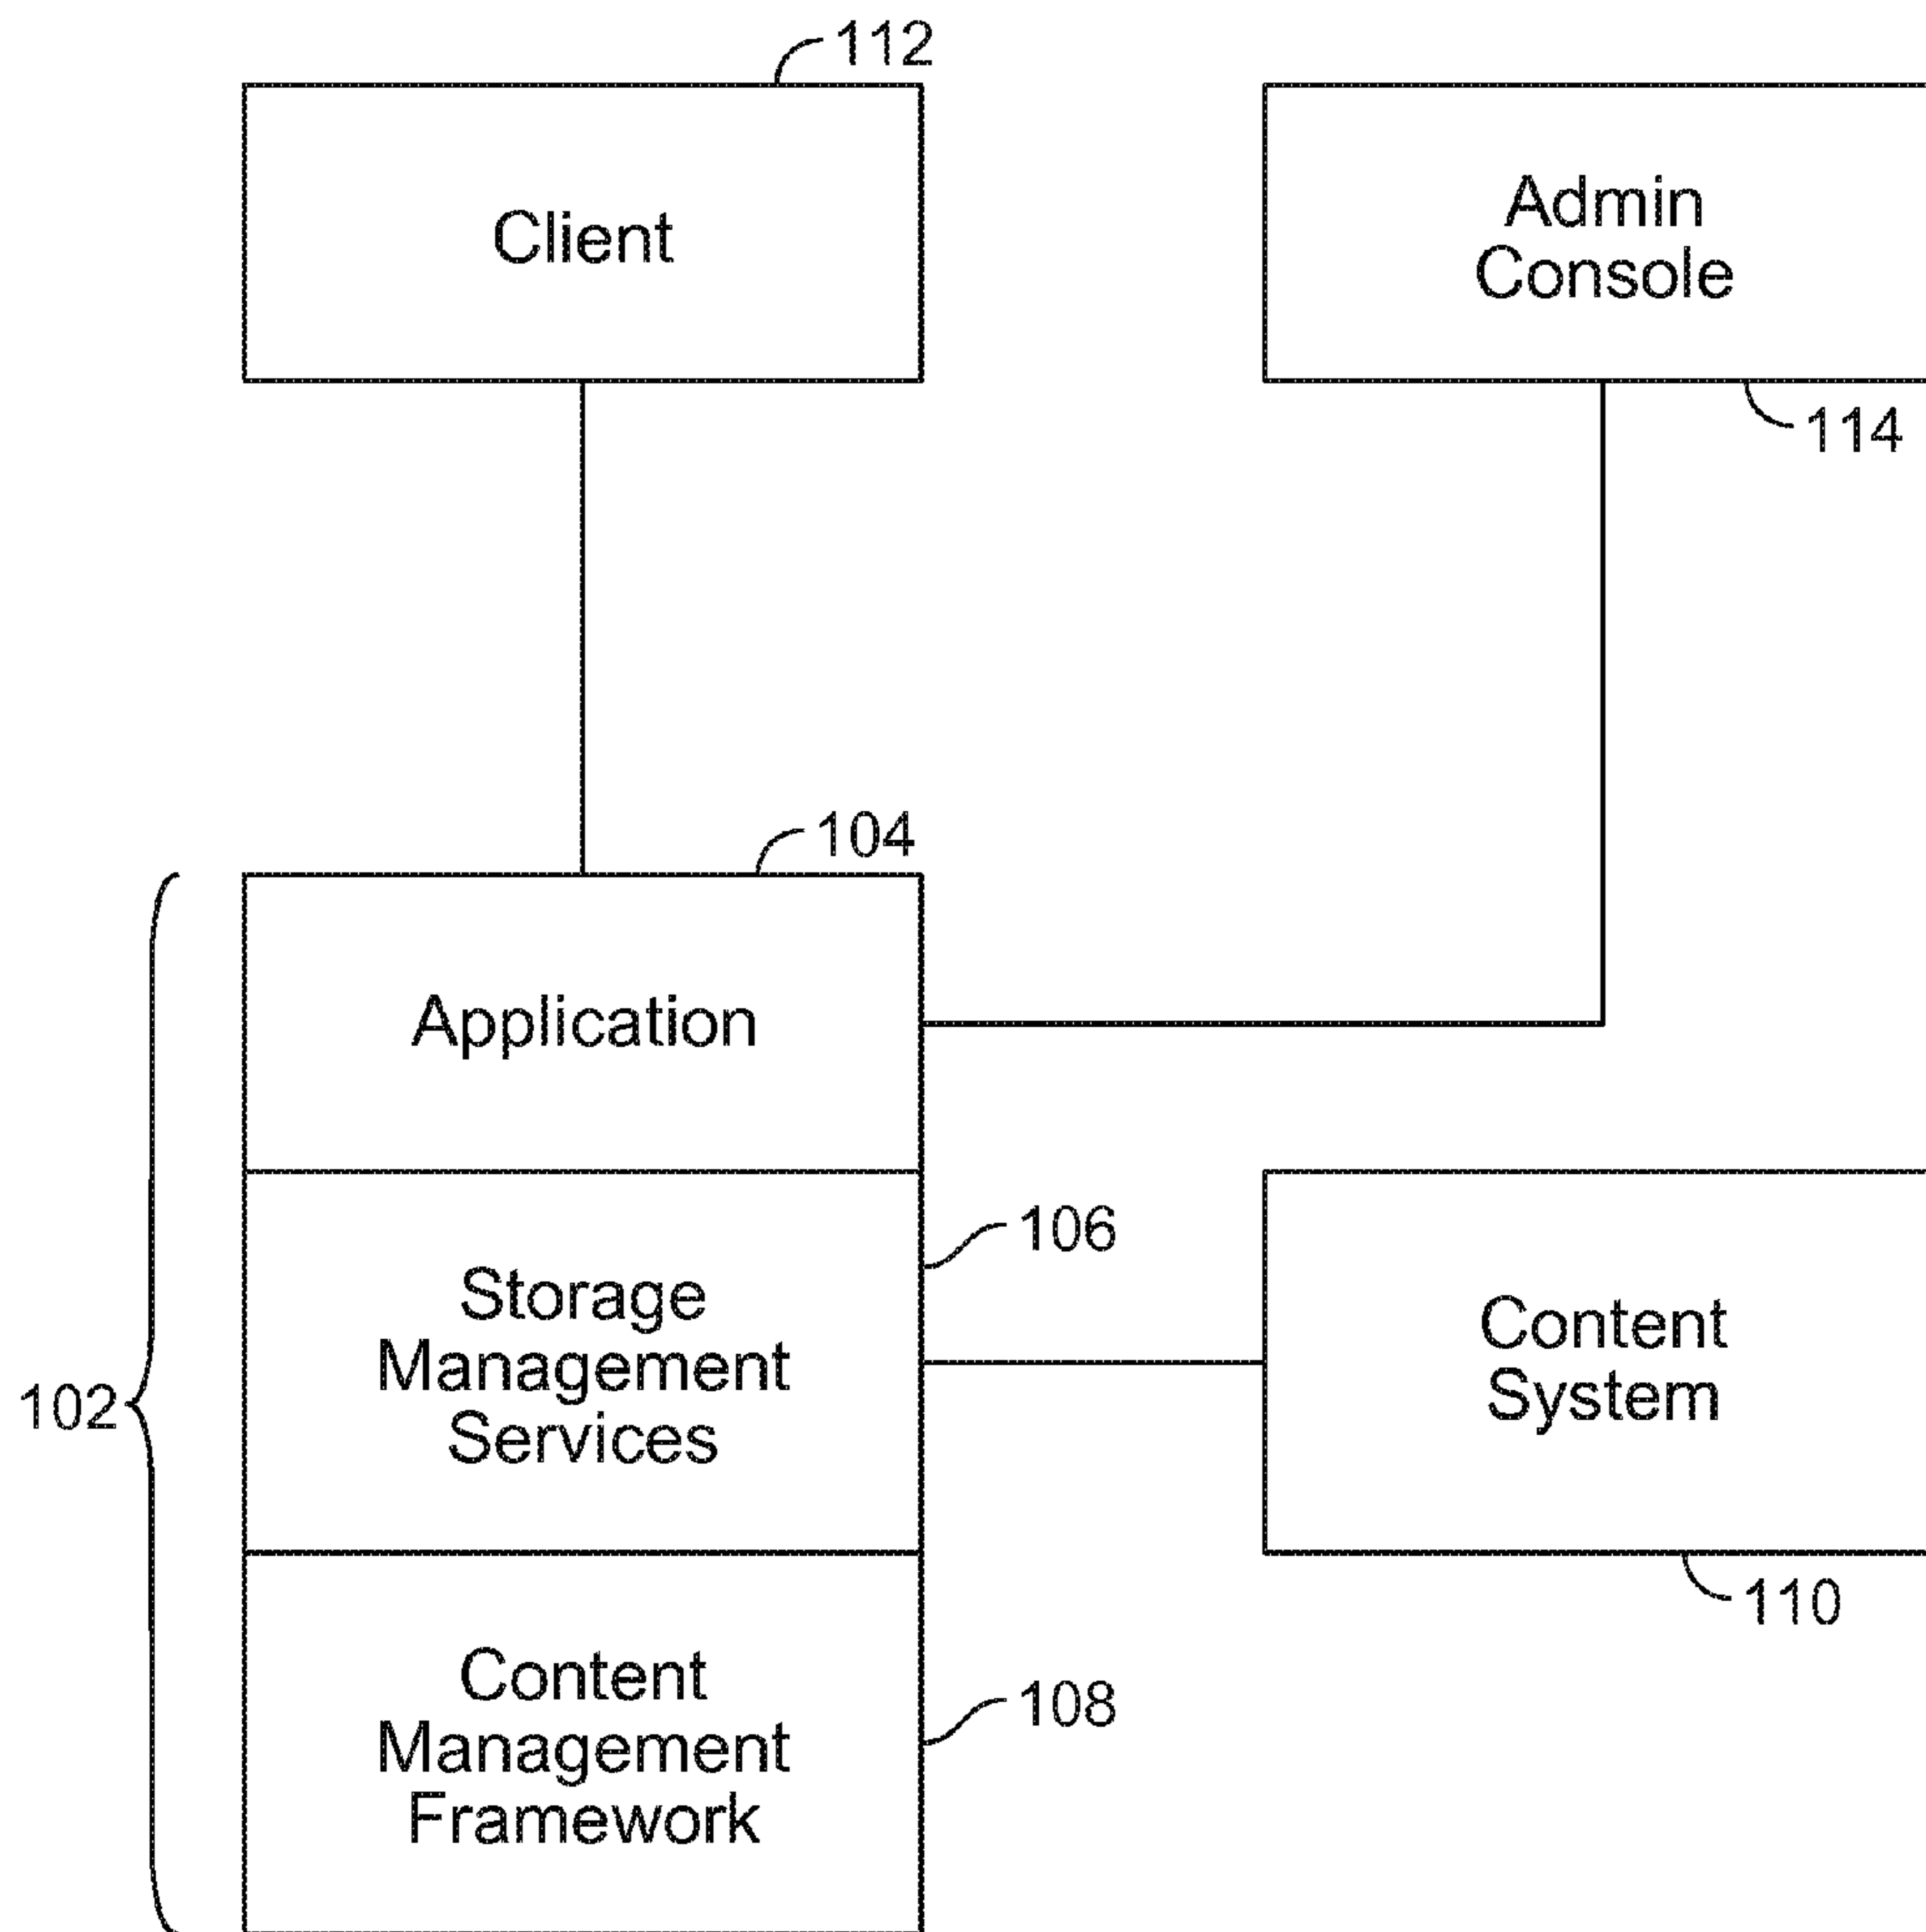 112
Client
Admin
Console
114
104
Application
106
Storage
Management
Services
Content
System
102
110
Content
Management
Framework
108